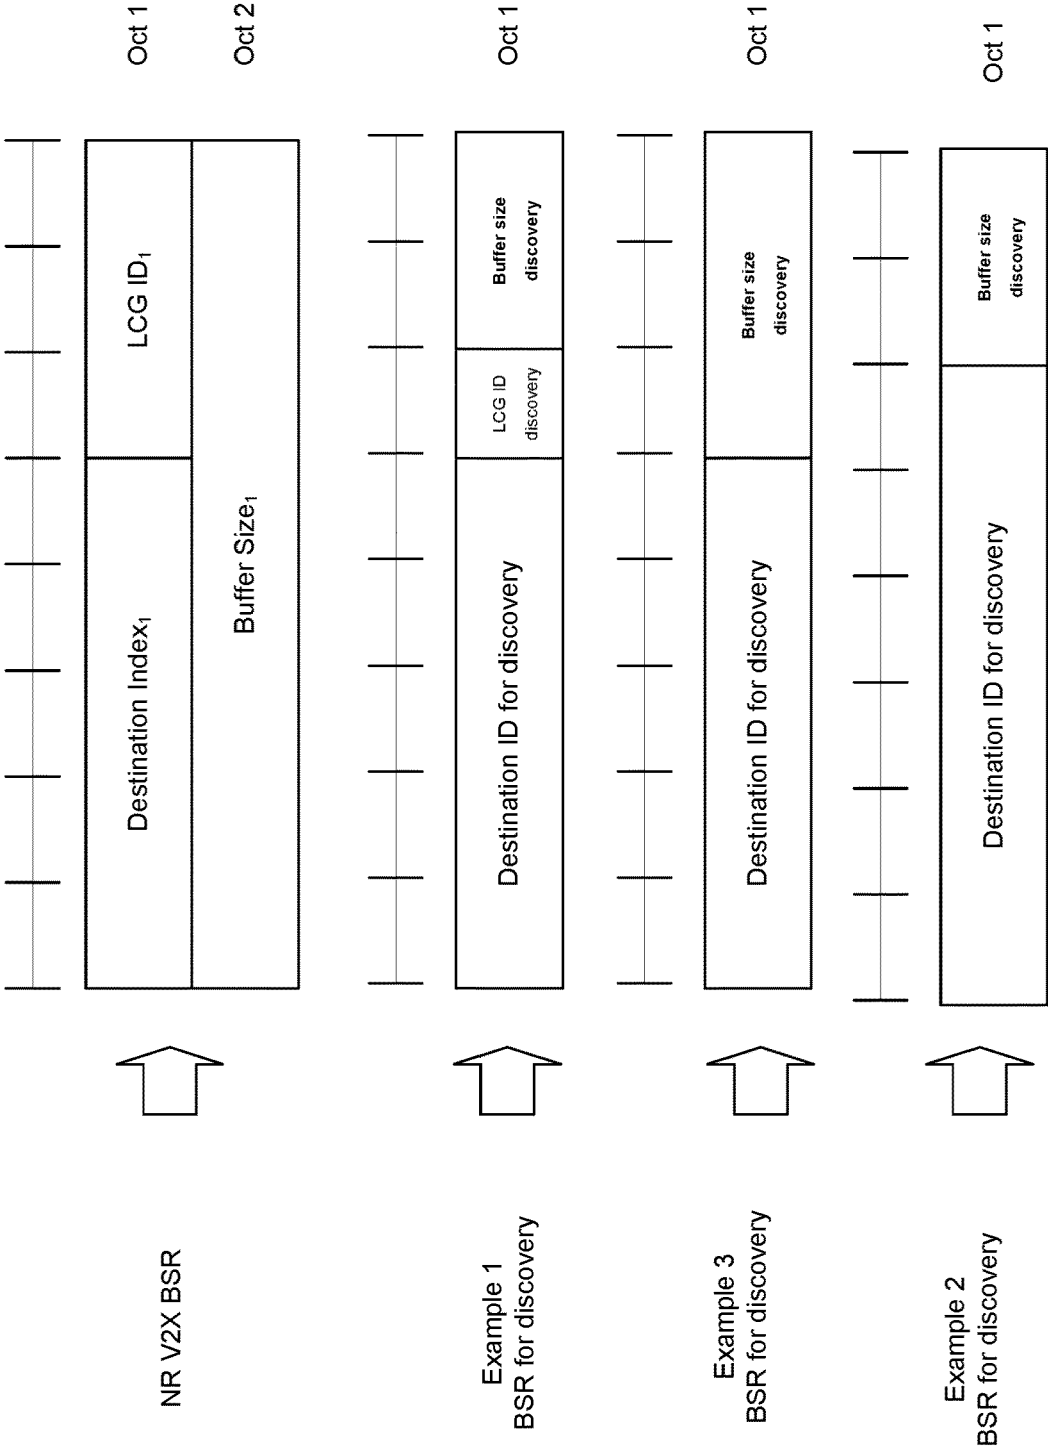 NR V2X BSR
Destination Index₁
LCG ID₁
Oct 1
Buffer Size₁
Oct 2
Example 1
BSR for discovery
Destination ID for discovery
LCG ID
discovery
Buffer size
discovery
Oct 1
Example 3
BSR for discovery
Destination ID for discovery
Buffer size
discovery
Oct 1
Example 2
BSR for discovery
Destination ID for discovery
Buffer size
discovery
Oct 1